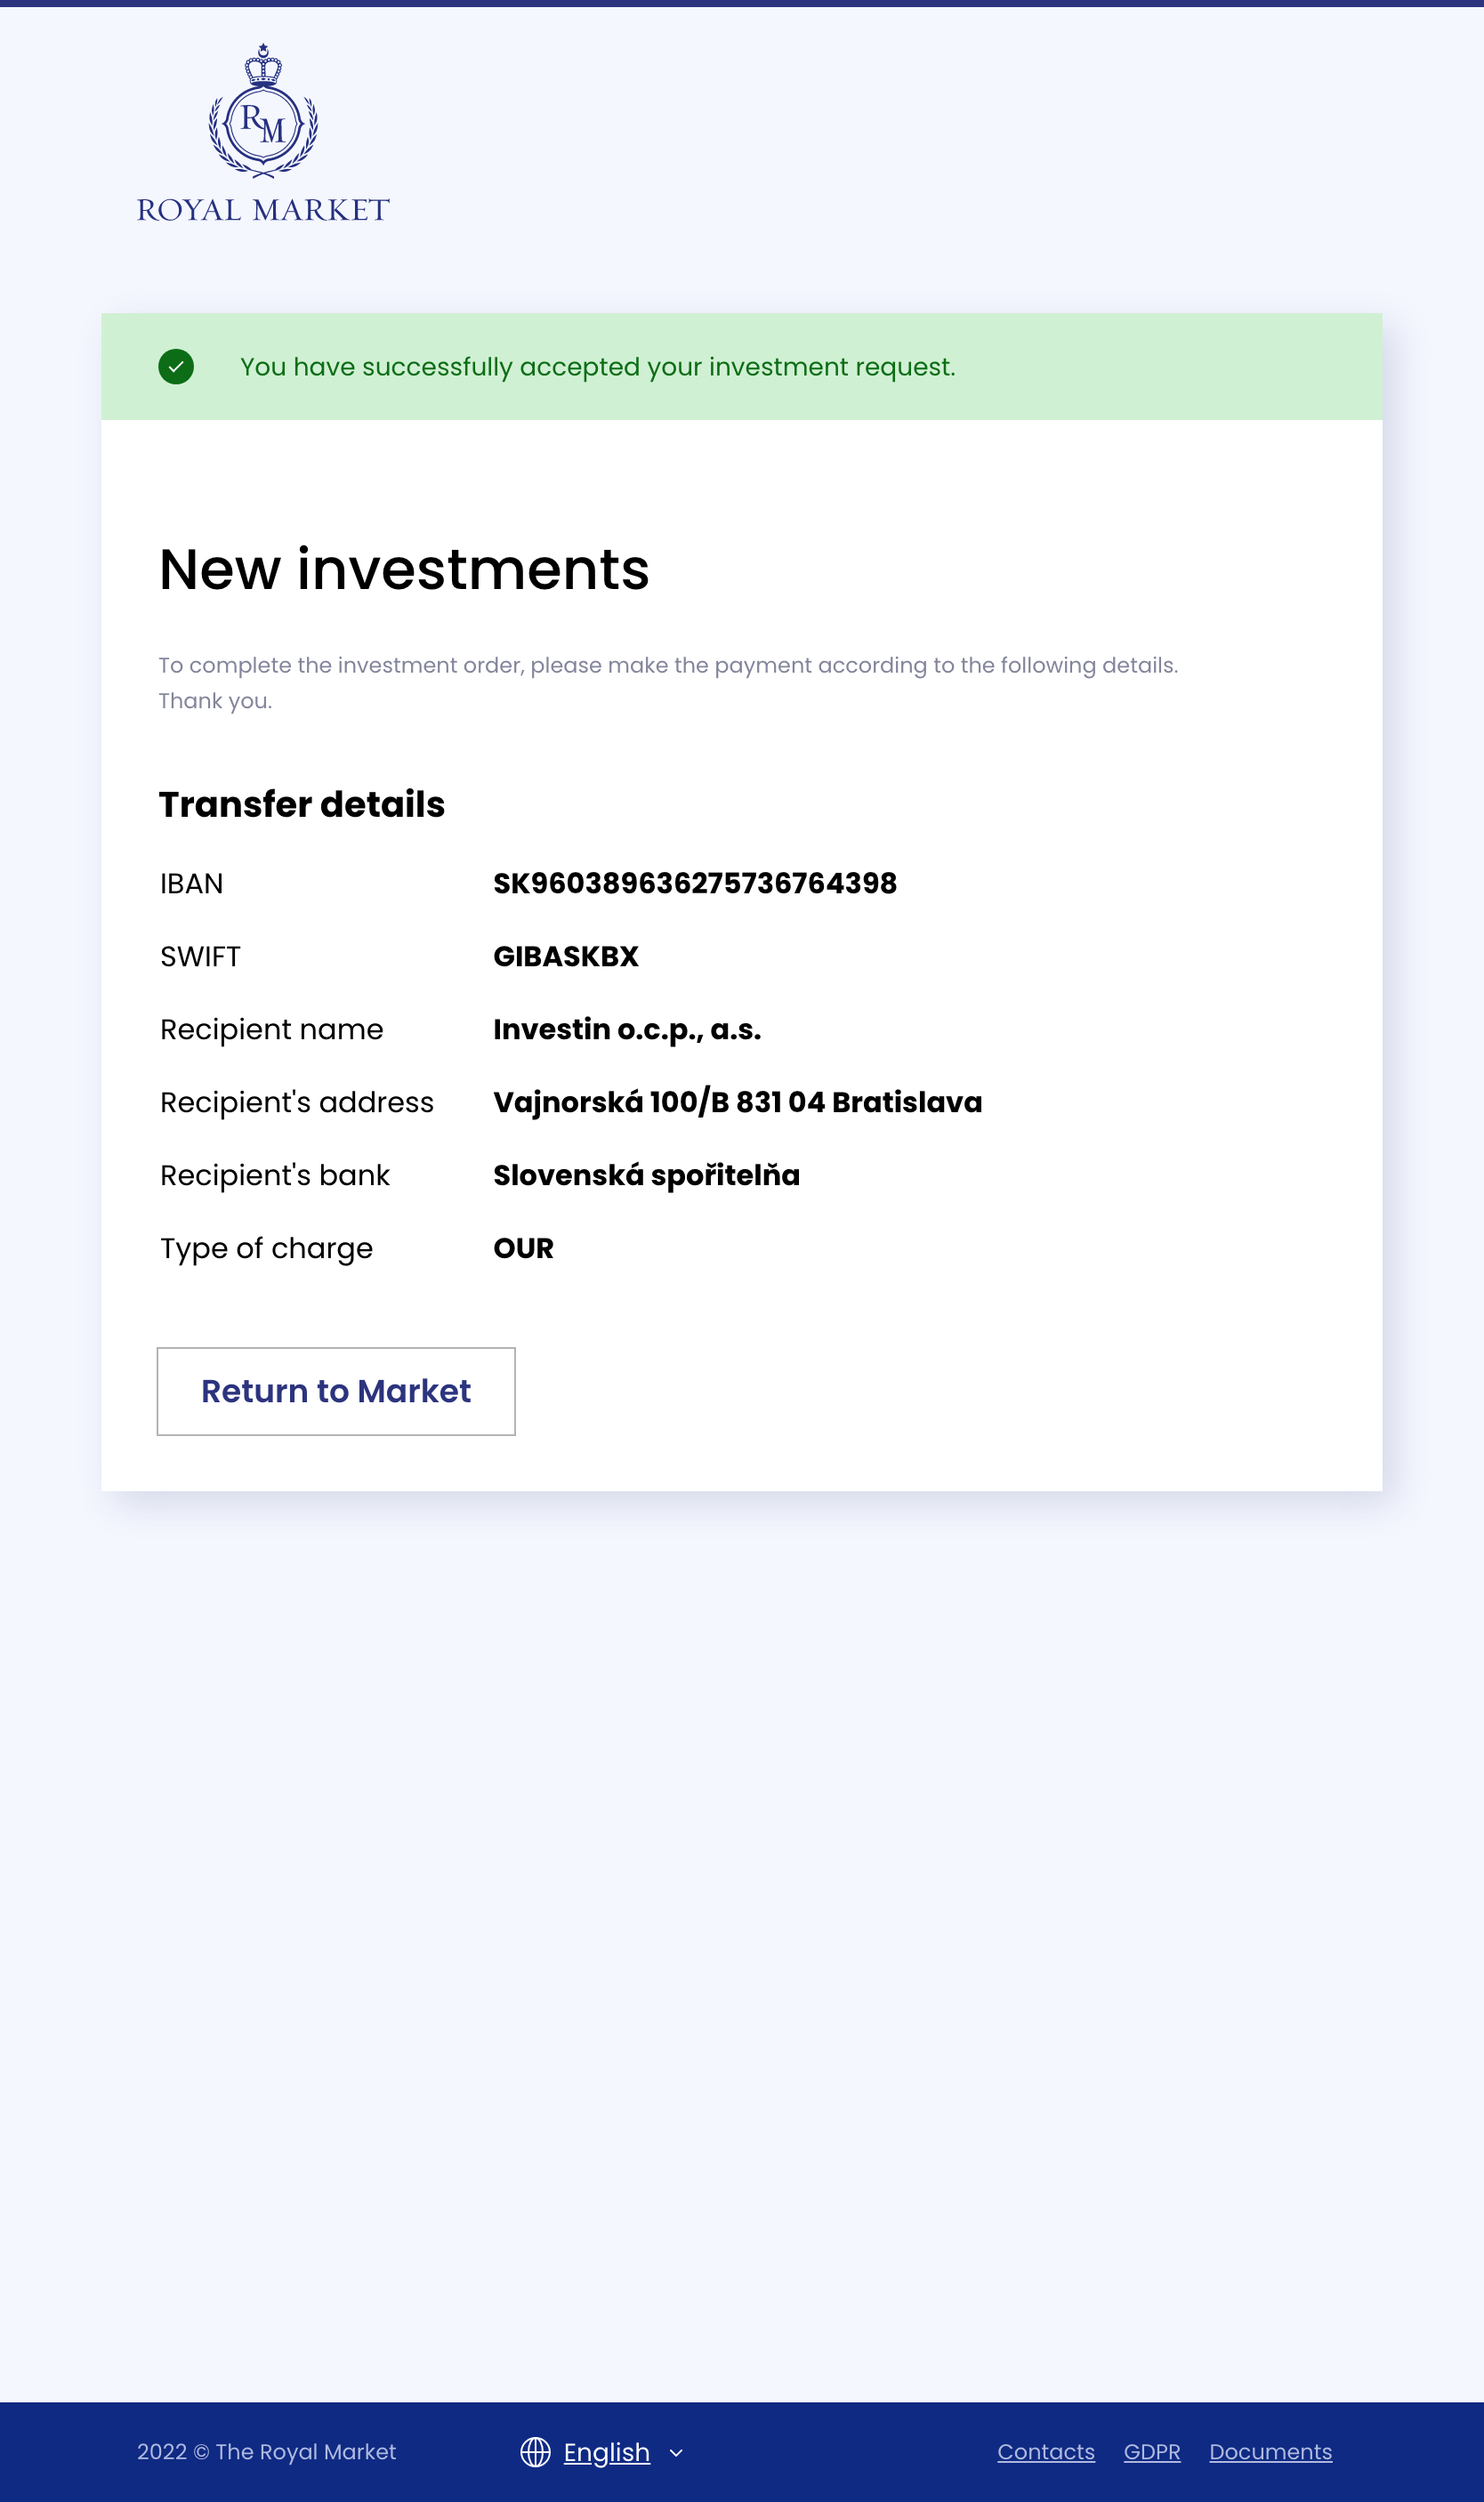 RM
ROYAL MARKET
You have successfully accepted your investment request.
New investments
To complete the investment order, please make the payment according to the following details.
Thank you.
Transfer details
IBAN SK9603896362757367​64398
SWIFT GIBASKBX
Recipient name Investin o.c.p., a.s.
Recipient's address Vajnorská 100/B 831 04 Bratislava
Recipient's bank Slovenská spořitelňa
Type of charge OUR
Return to Market
2022 © The Royal Market English Contacts GDPR Documents